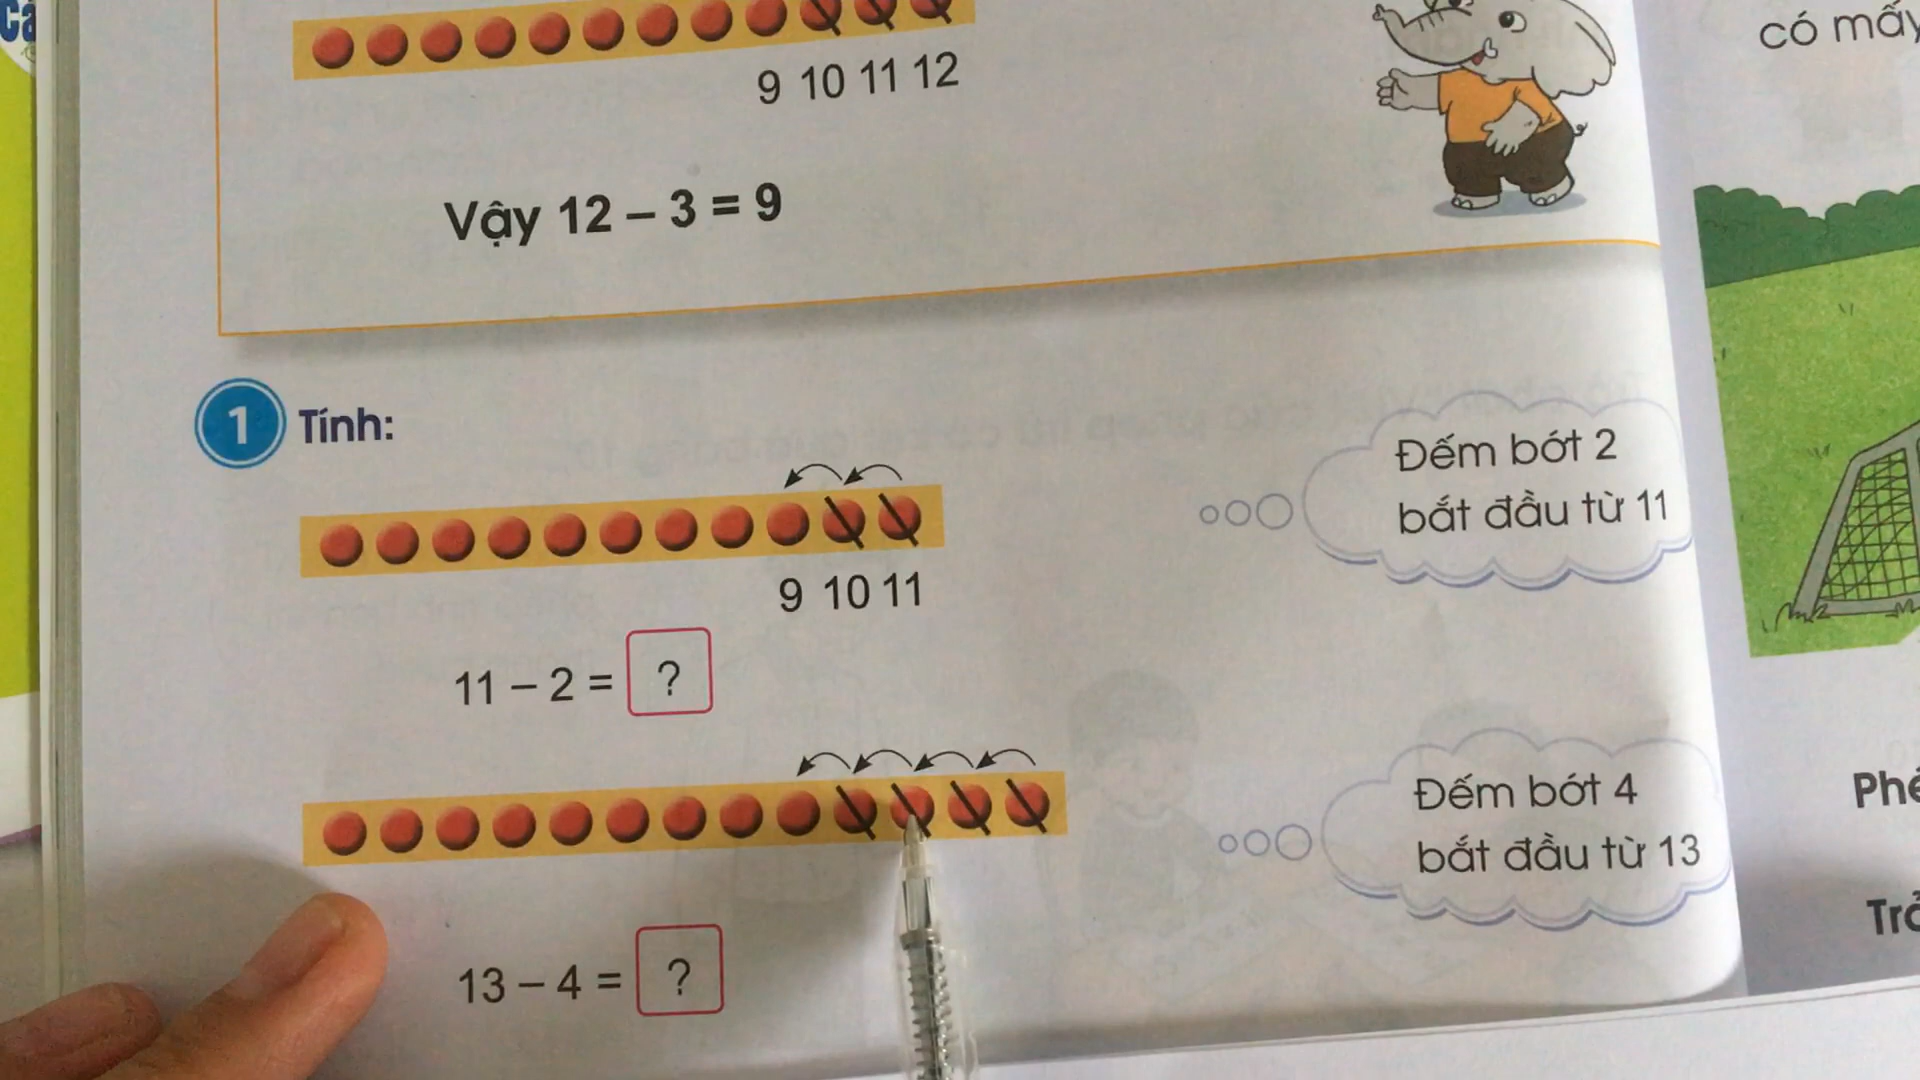 9 10 11 12
Vậy 12 – 3 = 9
1 Tính:
Đếm bớt 2
bắt đầu từ 11
9 10 11
11 – 2 = ?
Đếm bớt 4
bắt đầu từ 13
13 – 4 = ?
có mấy